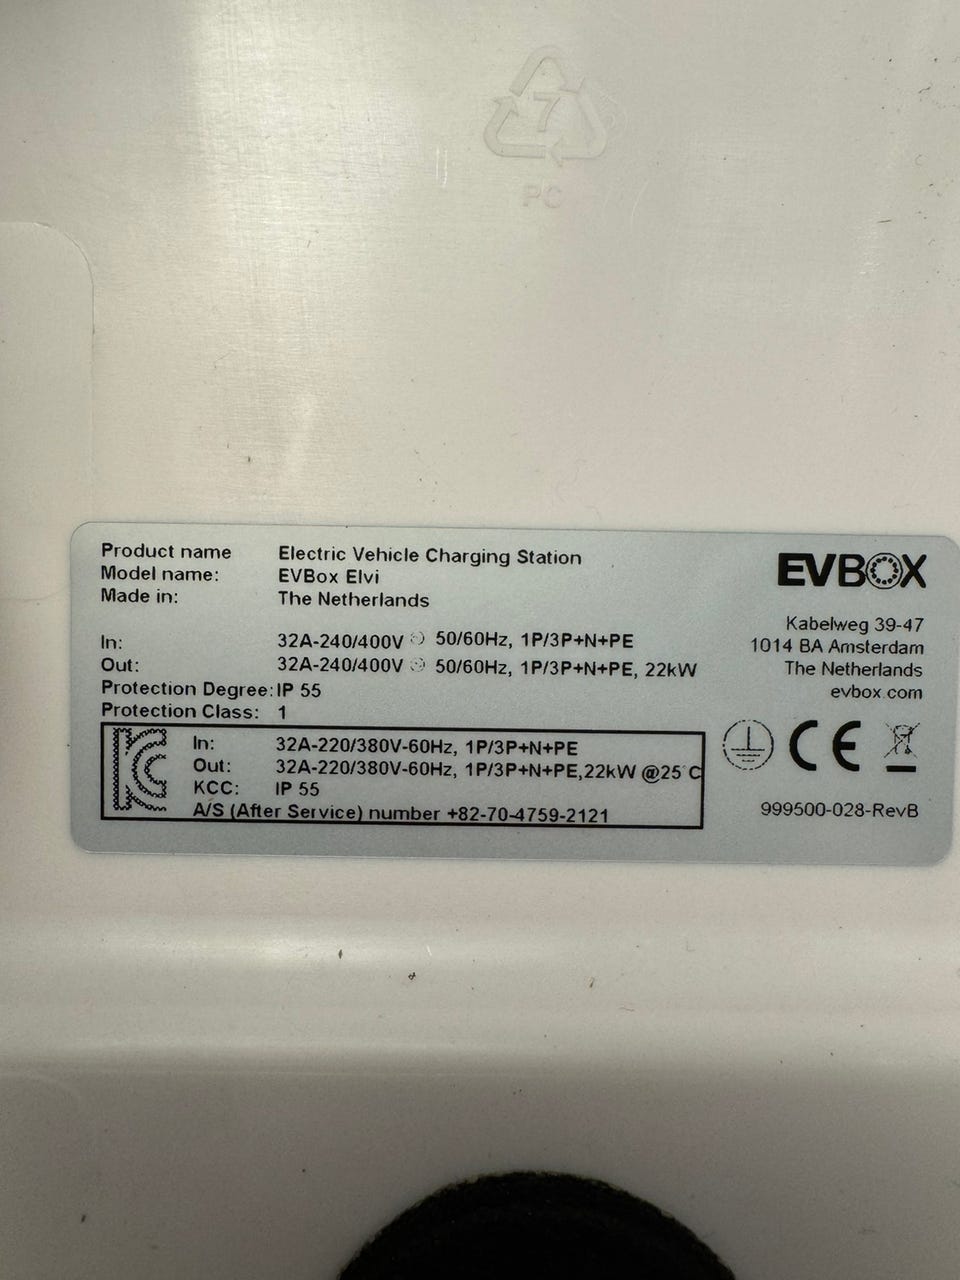 7
PC
Product name Electric Vehicle Charging Station
Model name: EVBox Elvi
Made in: The Netherlands
In: 32A-240/400V 50/60Hz, 1P/3P+N+PE
Out: 32A-240/400V 50/60Hz, 1P/3P+N+PE, 22kW
Protection Degree: IP 55
Protection Class: 1
KC
In: 32A-220/380V-60Hz, 1P/3P+N+PE
Out: 32A-220/380V-60Hz, 1P/3P+N+PE,22kW @25°C
KCC: IP 55
A/S (After Service) number +82-70-4759-2121
EVBOX
Kabelweg 39-47
1014 BA Amsterdam
The Netherlands
evbox.com
CE
999500-028-RevB